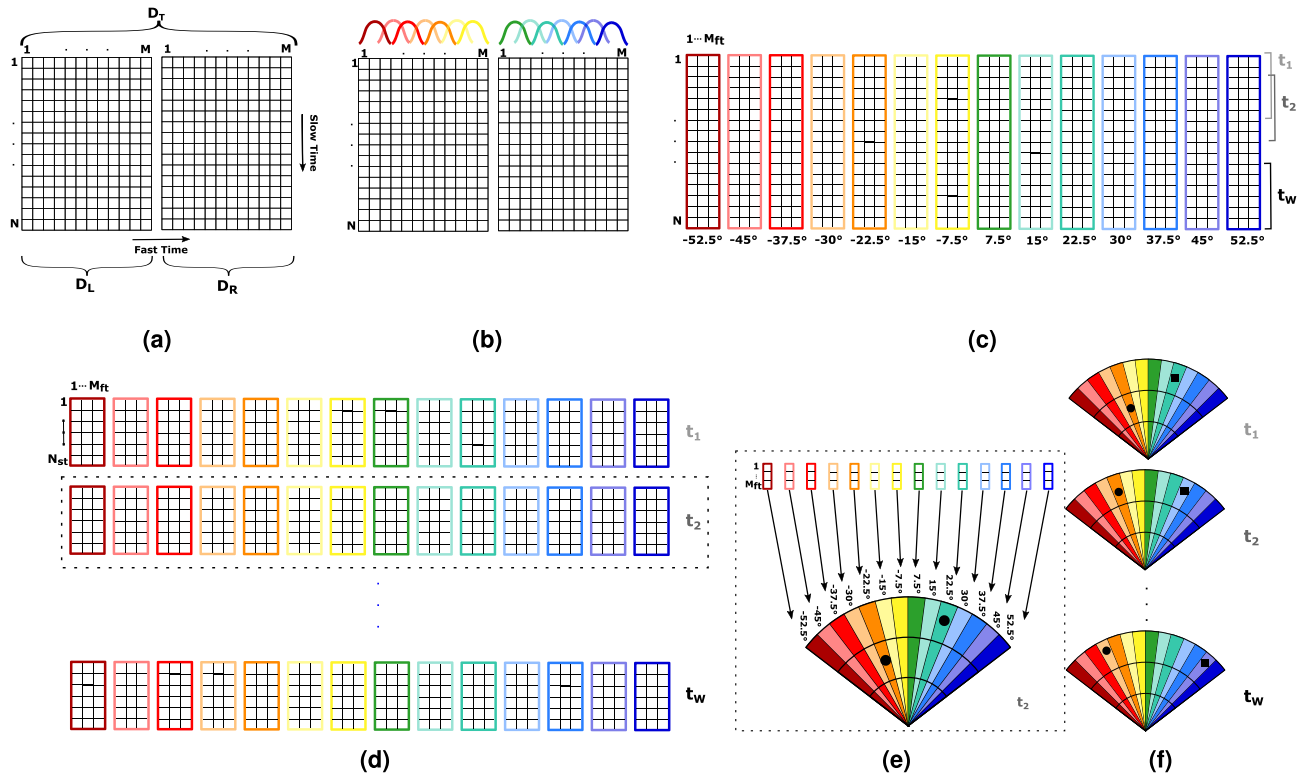 D_T
1 . . . M 1 . . . M
1
.
.
N
Slow Time
Fast Time
D_L D_R
(a)
1 . . . M 1 . . . M
1
.
.
N
(b)
1··· M_ft
1
.
.
N
-52.5° -45° -37.5° -30° -22.5° -15° -7.5° 7.5° 15° 22.5° 30° 37.5° 45° 52.5°
t_1
t_2
t_W
(c)
1··· M_ft
1
N_st
t_1
t_2
.
.
.
t_W
(d)
1
M_ft
-52.5° -45° -37.5° -30° -22.5° -15° -7.5° 7.5° 15° 22.5° 30° 37.5° 45° 52.5°
t_2
(e)
t_1
t_2
.
.
.
t_W
(f)